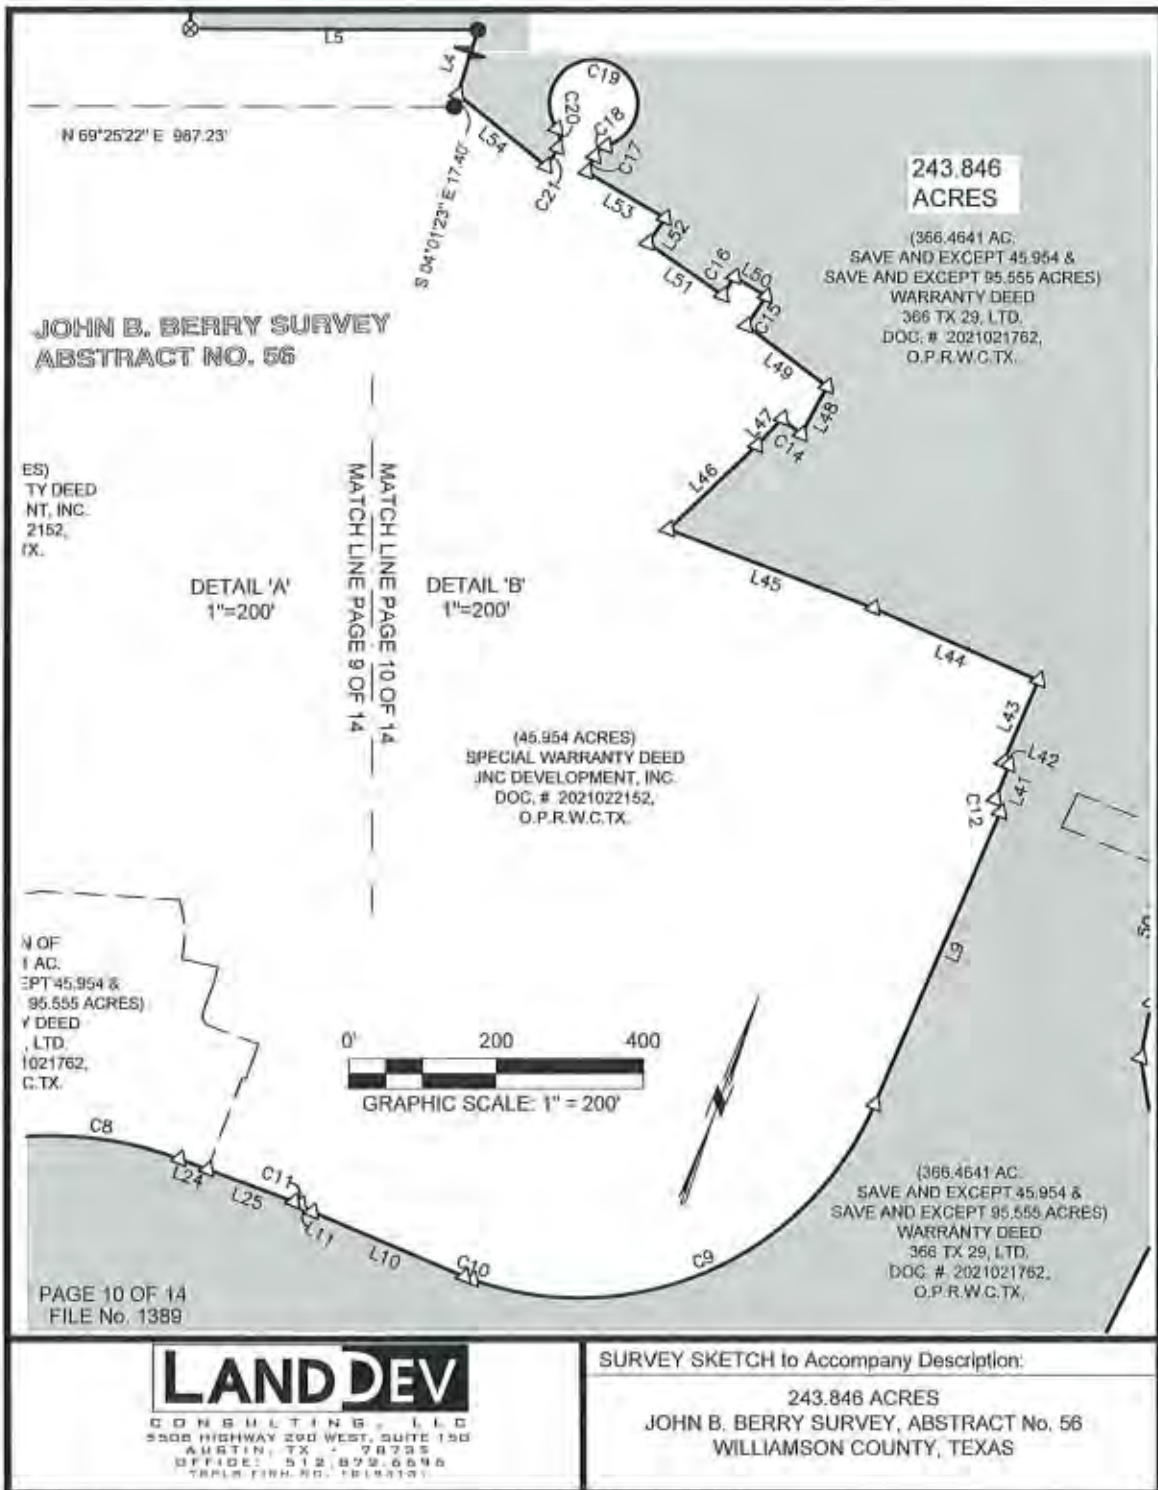 L5
L4
C19
C20
C18
N 69°25'22" E 987.23'
L54
C17
S 04°01'23" E 17.40'
C21
L53
243.846
ACRES
L52
(366.4641 AC.
SAVE AND EXCEPT 45.954 &
SAVE AND EXCEPT 95.555 ACRES)
WARRANTY DEED
366 TX 29, LTD.
DOC. # 2021021762,
O.P.R.W.C.TX.
C16
L50
L51
C15
JOHN B. BERRY SURVEY
ABSTRACT NO. 56
L49
L48
L47
C14
L46
ES)
TY DEED
NT, INC.
2152,
TX.
MATCH LINE PAGE 9 OF 14
MATCH LINE PAGE 10 OF 14
DETAIL 'A'
1"=200'
DETAIL 'B'
1"=200'
L45
L44
L43
L42
L41
C12
(45.954 ACRES)
SPECIAL WARRANTY DEED
JNC DEVELOPMENT, INC.
DOC. # 2021022152,
O.P.R.W.C.TX.
L9
N OF
1 AC.
EPT 45.954 &
95.555 ACRES)
Y DEED
, LTD.
1021762,
C.TX.
0' 200 400
GRAPHIC SCALE: 1" = 200'
C8
L24
L25
C11
L11
L10
C10
C9
(366.4641 AC.
SAVE AND EXCEPT 45.954 &
SAVE AND EXCEPT 95.555 ACRES)
WARRANTY DEED
366 TX 29, LTD.
DOC. # 2021021762,
O.P.R.W.C.TX.
PAGE 10 OF 14
FILE No. 1389
LANDDEV
CONSULTING, LLC
5508 HIGHWAY 290 WEST, SUITE 150
AUSTIN, TX - 78735
OFFICE: 512.872.6696
SURVEY SKETCH to Accompany Description:
243.846 ACRES
JOHN B. BERRY SURVEY, ABSTRACT No. 56
WILLIAMSON COUNTY, TEXAS